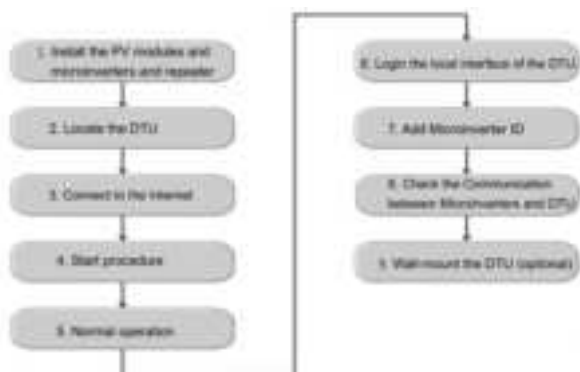 1. Install the PV modules and
microinverters and repeater
2. Locate the DTU
3. Connect to the Internet
4. Start procedure
5. Normal operation
6. Login the local interface of the DTU
7. Add Microinverter ID
8. Check the Communication
between Microinverters and DTU
9. Wall-mount the DTU (optional)